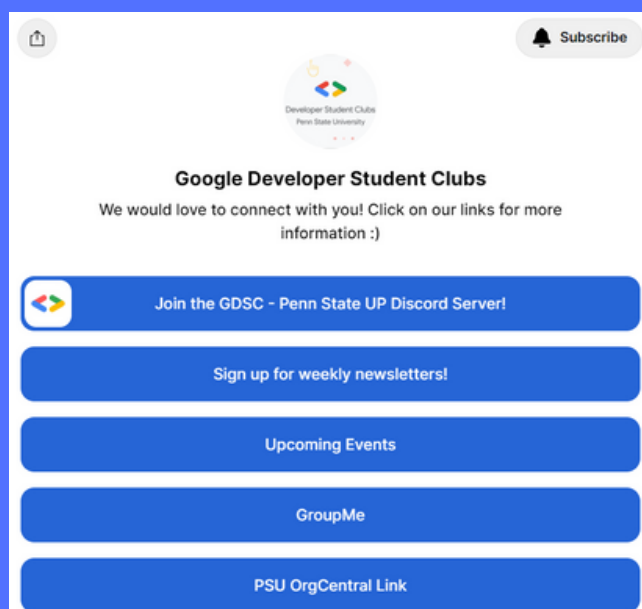 Subscribe
Developer Student Clubs
Penn State University
Google Developer Student Clubs
We would love to connect with you! Click on our links for more
information :)
Join the GDSC - Penn State UP Discord Server!
Sign up for weekly newsletters!
Upcoming Events
GroupMe
PSU OrgCentral Link